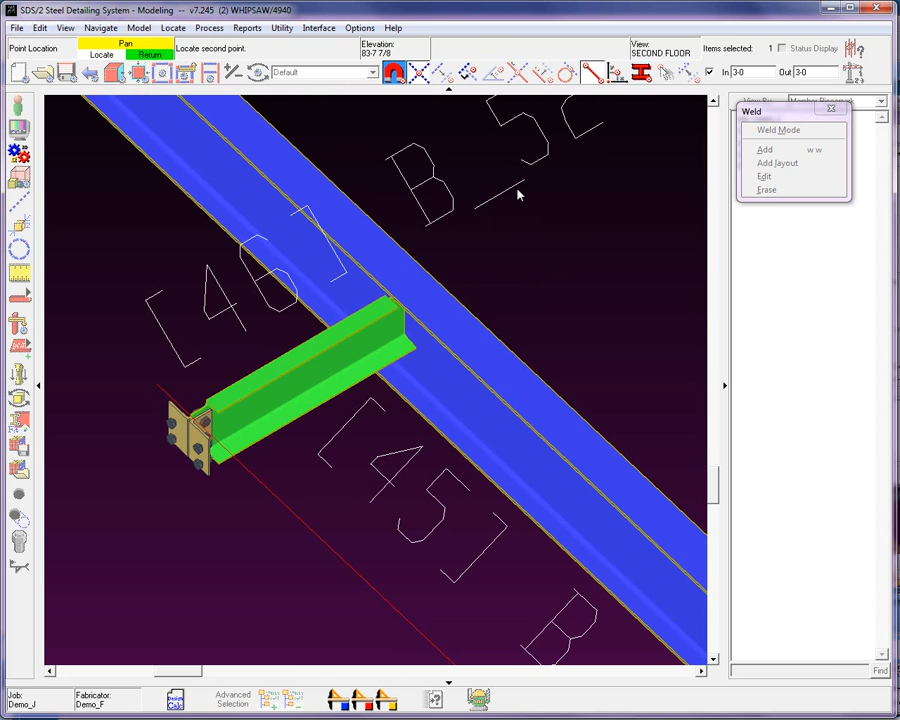 SDS/2 Steel Detailing System - Modeling -- v7.245 (2) WHIPSAW/4940
File Edit View Navigate Model Locate Process Reports Utility Interface Options Help
Point Location
Pan
Locate Return
Locate second point.
Elevation:
83-7 7/8
View:
SECOND FLOOR
Items selected: 1
Status Display
Default
In 3-0 Out 3-0
Weld
Weld Mode
Add w w
Add Layout
Edit
Erase
[46]
B_
[45]
B
Find
Job:
Demo_J
Fabricator:
Demo_F
Design
Calc
Advanced
Selection